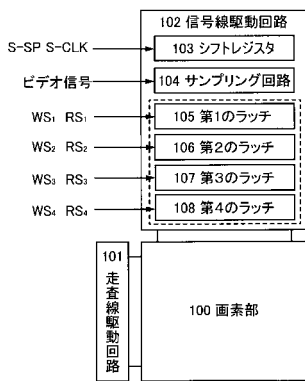 102 信号線駆動回路
S-SP S-CLK
103 シフトレジスタ
ビデオ信号
104 サンプリング回路
WS₁ RS₁
105 第1のラッチ
WS₂ RS₂
106 第2のラッチ
WS₃ RS₃
107 第3のラッチ
WS₄ RS₄
108 第4のラッチ
101 走査線駆動回路
100 画素部